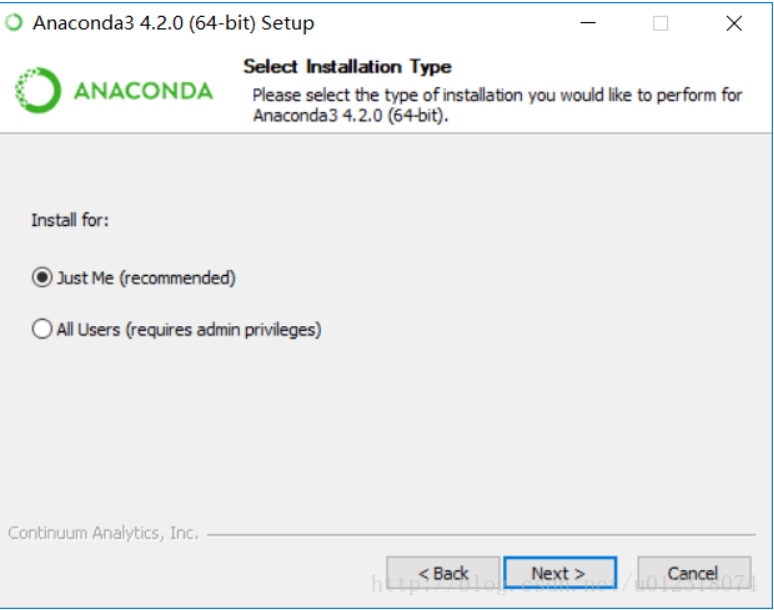 Anaconda3 4.2.0 (64-bit) Setup
ANACONDA
Select Installation Type
Please select the type of installation you would like to perform for
Anaconda3 4.2.0 (64-bit).
Install for:
Just Me (recommended)
All Users (requires admin privileges)
Continuum Analytics, Inc.
< Back Next > Cancel
http://blog.csdn.net/u012318074